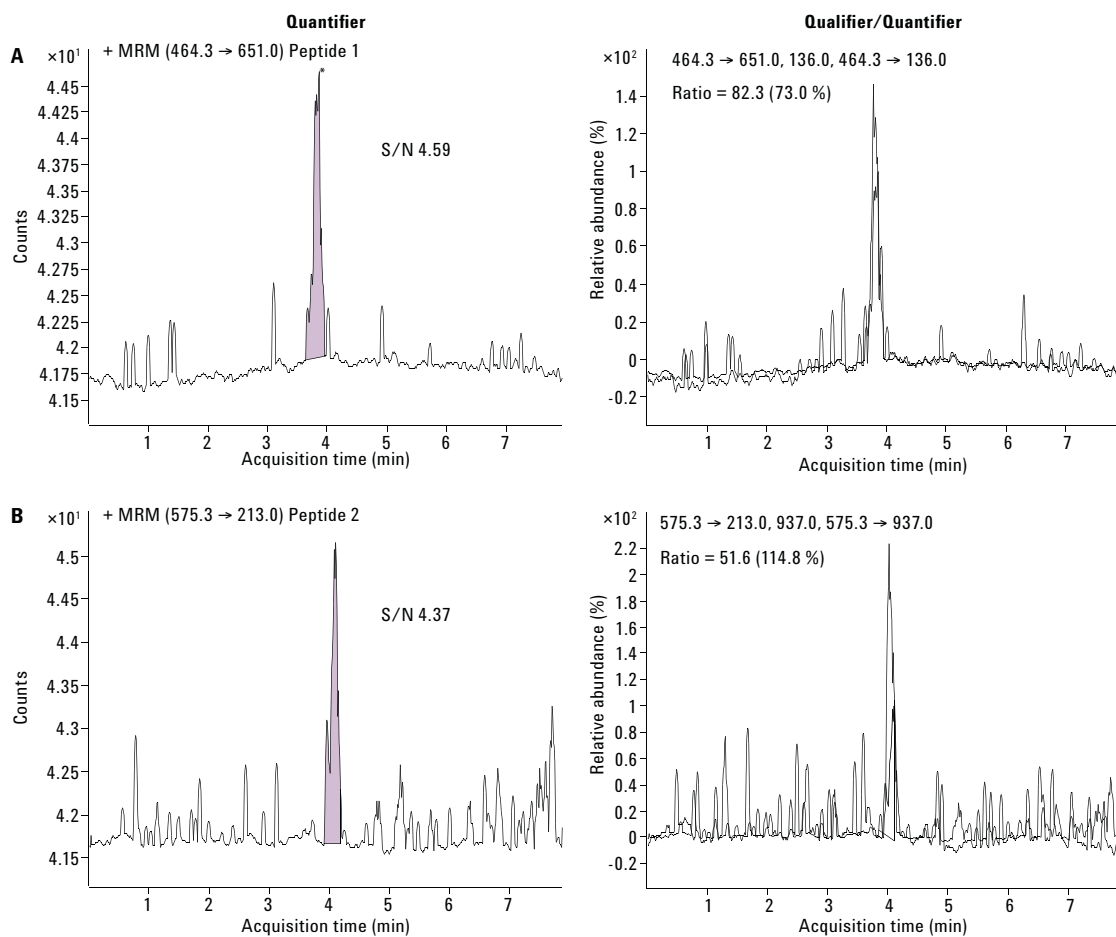 Quantifier
Qualifier/Quantifier
A
×10¹
+ MRM (464.3 → 651.0) Peptide 1
4.45
4.425
4.4
4.375
4.35
4.325
4.3
4.275
4.25
4.225
4.2
4.175
4.15
Counts
*
S/N 4.59
1 2 3 4 5 6 7
Acquisition time (min)
×10²
464.3 → 651.0, 136.0, 464.3 → 136.0
Ratio = 82.3 (73.0 %)
1.4
1.2
1
0.8
0.6
0.4
0.2
0
-0.2
Relative abundance (%)
1 2 3 4 5 6 7
Acquisition time (min)
B
×10¹
+ MRM (575.3 → 213.0) Peptide 2
4.5
4.45
4.4
4.35
4.3
4.25
4.2
4.15
Counts
S/N 4.37
1 2 3 4 5 6 7
Acquisition time (min)
×10²
575.3 → 213.0, 937.0, 575.3 → 937.0
Ratio = 51.6 (114.8 %)
2.2
2
1.8
1.6
1.4
1.2
1
0.8
0.6
0.4
0.2
0
-0.2
Relative abundance (%)
1 2 3 4 5 6 7
Acquisition time (min)